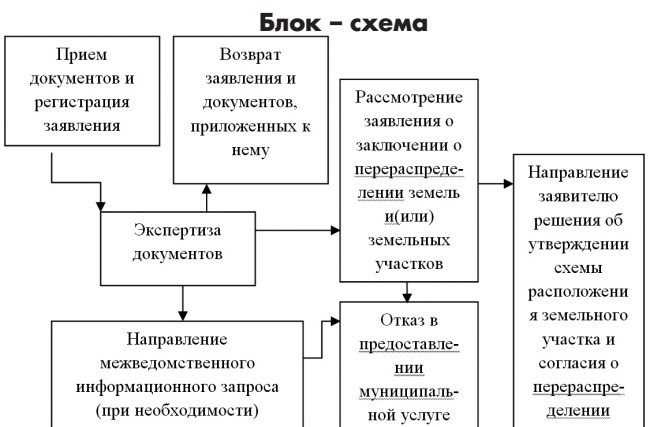 Блок – схема
Прием
документов и
регистрация
заявления
Возврат
заявления и
документов,
приложенных к
нему
Рассмотрение
заявления о
заключении о
перераспреде-
лении земель
и(или)
земельных
участков
Направление
заявителю
решения об
утверждении
схемы
расположени
я земельного
участка и
согласия о
перераспре-
делении
Экспертиза
документов
Направление
межведомственного
информационного запроса
(при необходимости)
Отказ в
предоставле-
нии
муниципаль-
ной услуге